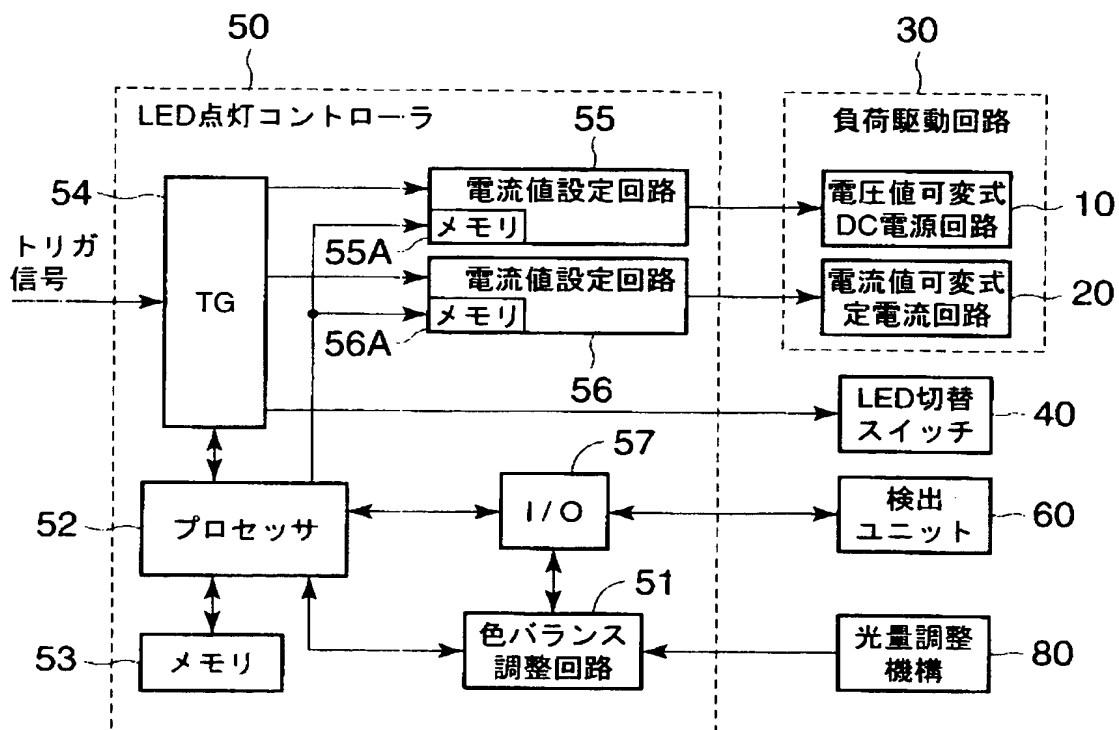 50
30
LED点灯コントローラ
負荷駆動回路
55
54
電流値設定回路
メモリ
55A
電圧値可変式
DC電源回路
10
トリガ
信号
TG
電流値設定回路
メモリ
56A
56
電流値可変式
定電流回路
20
LED切替
スイッチ
40
57
52
プロセッサ
I/O
検出
ユニット
60
51
53
メモリ
色バランス
調整回路
光量調整
機構
80